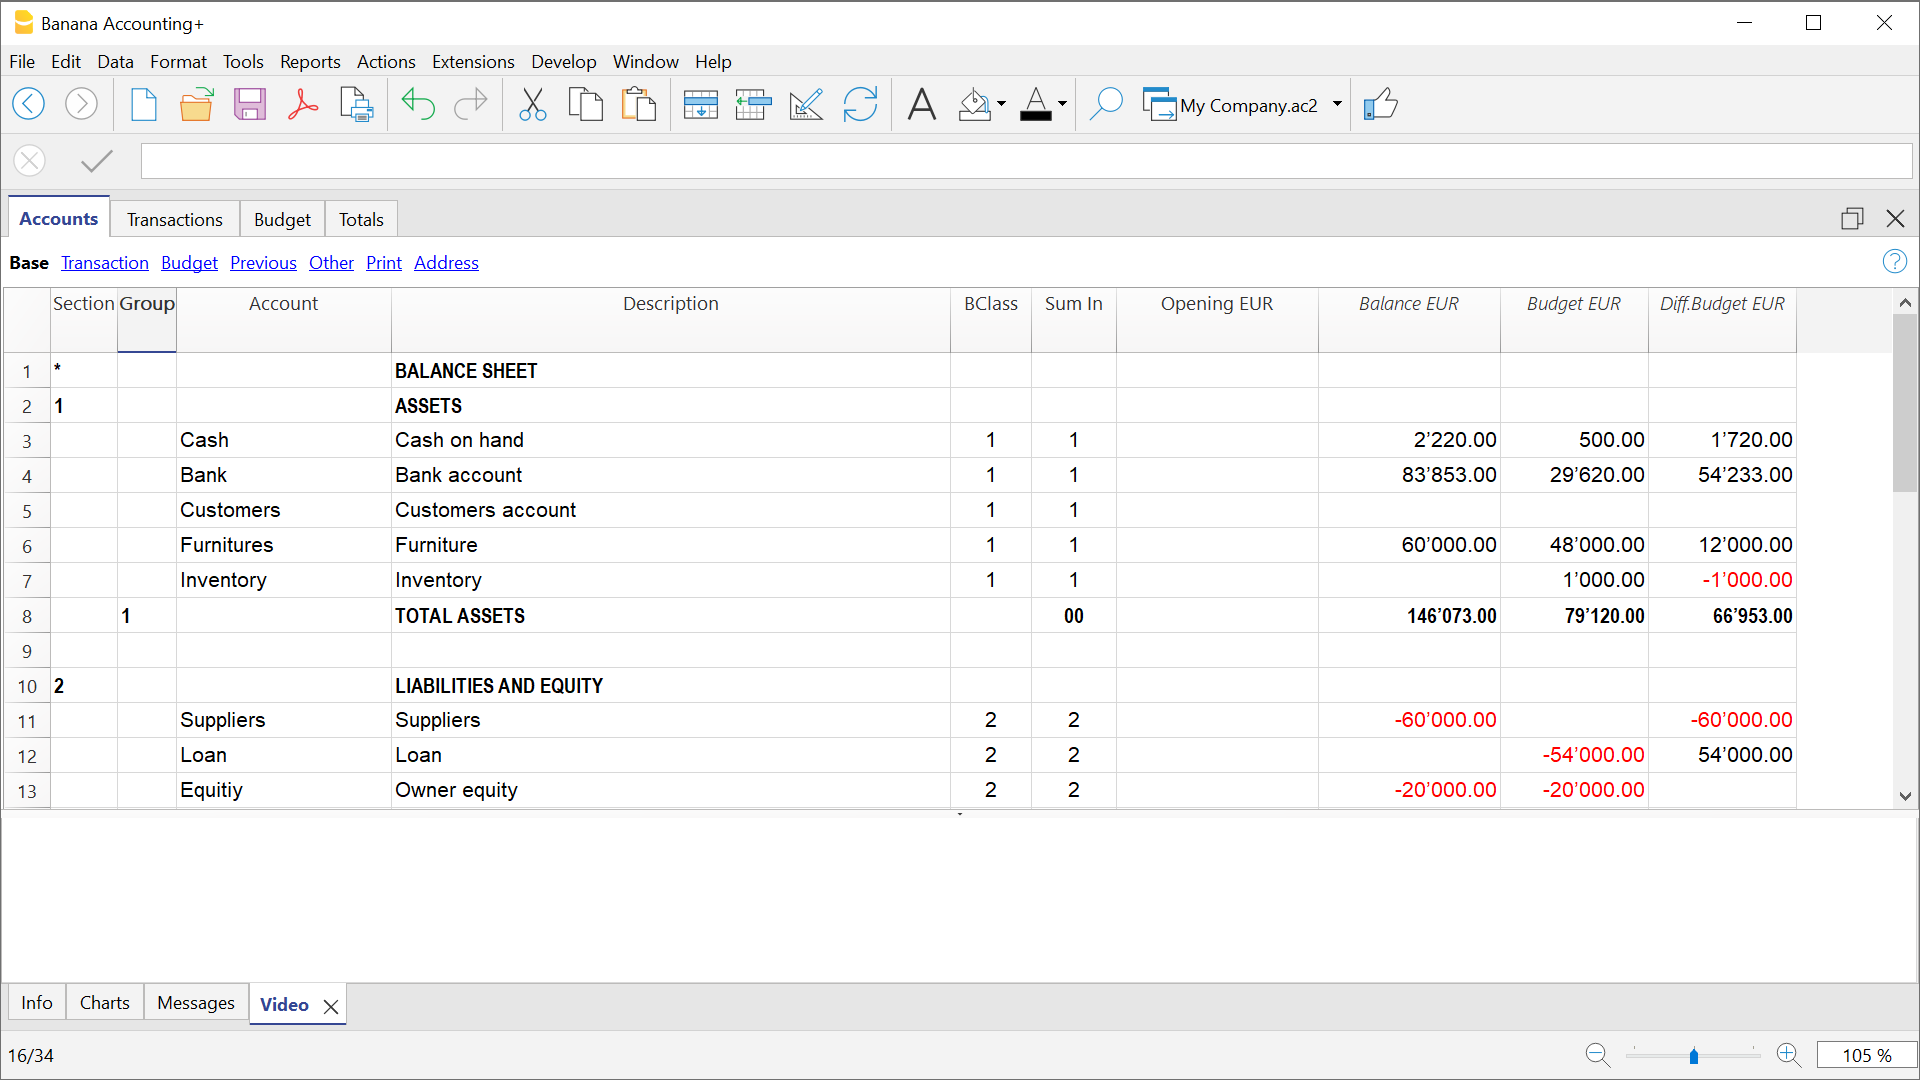 Banana Accounting+
File Edit Data Format Tools Reports Actions Extensions Develop Window Help
My Company.ac2
Accounts Transactions Budget Totals
Base Transaction Budget Previous Other Print Address
Section Group Account Description BClass Sum In Opening EUR Balance EUR Budget EUR Diff.Budget EUR
1 * BALANCE SHEET
2 1 ASSETS
3 Cash Cash on hand 1 1 2’220.00 500.00 1’720.00
4 Bank Bank account 1 1 83’853.00 29’620.00 54’233.00
5 Customers Customers account 1 1
6 Furnitures Furniture 1 1 60’000.00 48’000.00 12’000.00
7 Inventory Inventory 1 1 1’000.00 -1’000.00
8 1 TOTAL ASSETS 00 146’073.00 79’120.00 66’953.00
9
10 2 LIABILITIES AND EQUITY
11 Suppliers Suppliers 2 2 -60’000.00 -60’000.00
12 Loan Loan 2 2 -54’000.00 54’000.00
13 Equitiy Owner equity 2 2 -20’000.00 -20’000.00
Info Charts Messages Video
16/34 105 %